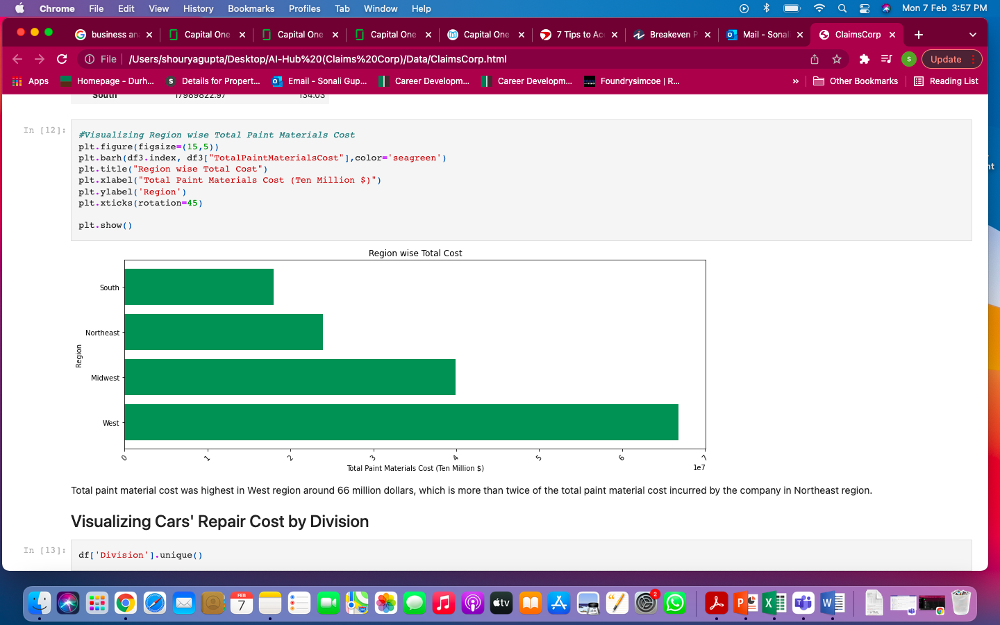 Chrome File Edit View History Bookmarks Profiles Tab Window Help Mon 7 Feb 3:57 PM
business an Capital One Capital One Capital One Capital One 7 Tips to Ac Breakeven P Mail - Sonal ClaimsCorp
File /Users/shouryagupta/Desktop/AI-Hub%20(Claims%20Corp)/Data/ClaimsCorp.html S Update
Apps Homepage - Durh... Details for Propert... Email - Sonali Gup... Career Developm... Career Developm... Foundrysimcoe | R... » Other Bookmarks Reading List
South 17989822.97 134.03
In [12]:
#Visualizing Region wise Total Paint Materials Cost
plt.figure(figsize=(15,5))
plt.barh(df3.index, df3["TotalPaintMaterialsCost"],color='seagreen')
plt.title("Region wise Total Cost")
plt.xlabel("Total Paint Materials Cost (Ten Million $)")
plt.ylabel('Region')
plt.xticks(rotation=45)
plt.show()
Region wise Total Cost
South
Northeast
Region
Midwest
West
0 1 2 3 4 5 6 7
Total Paint Materials Cost (Ten Million $)
1e7
Total paint material cost was highest in West region around 66 million dollars, which is more than twice of the total paint material cost incurred by the company in Northeast region.
Visualizing Cars' Repair Cost by Division
In [13]:
df['Division'].unique()
FEB
7
tv
2